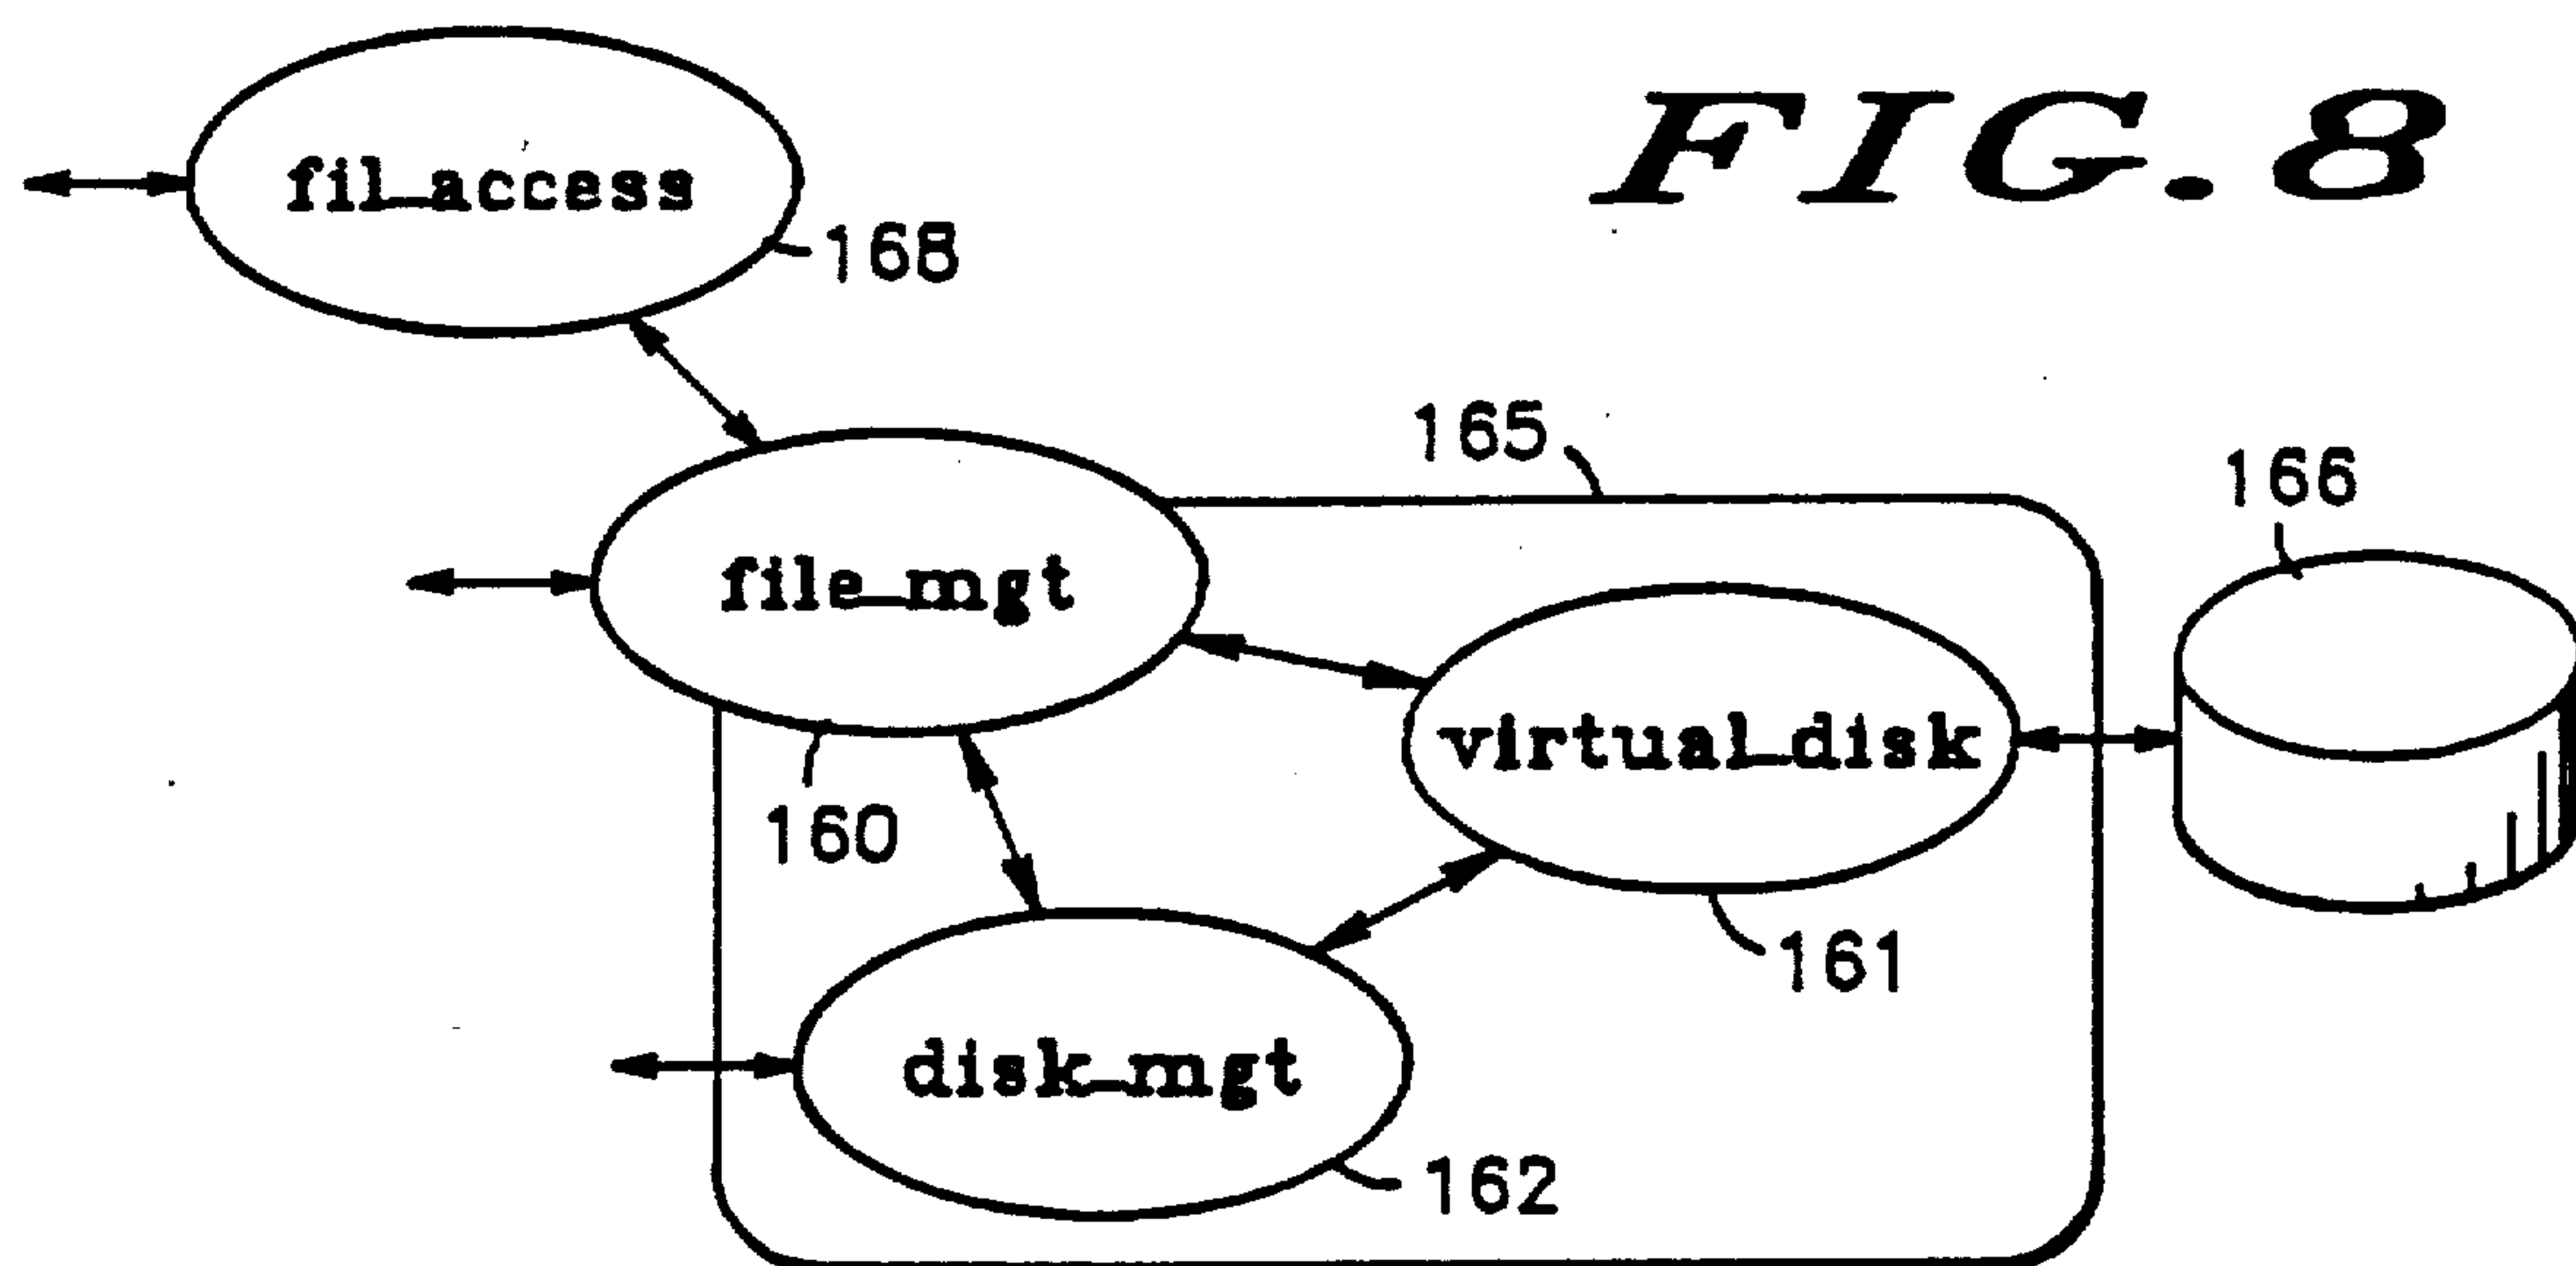 FIG. 8
fil_access
168
165
166
file_mgt
160
virtual_disk
161
disk_mgt
162